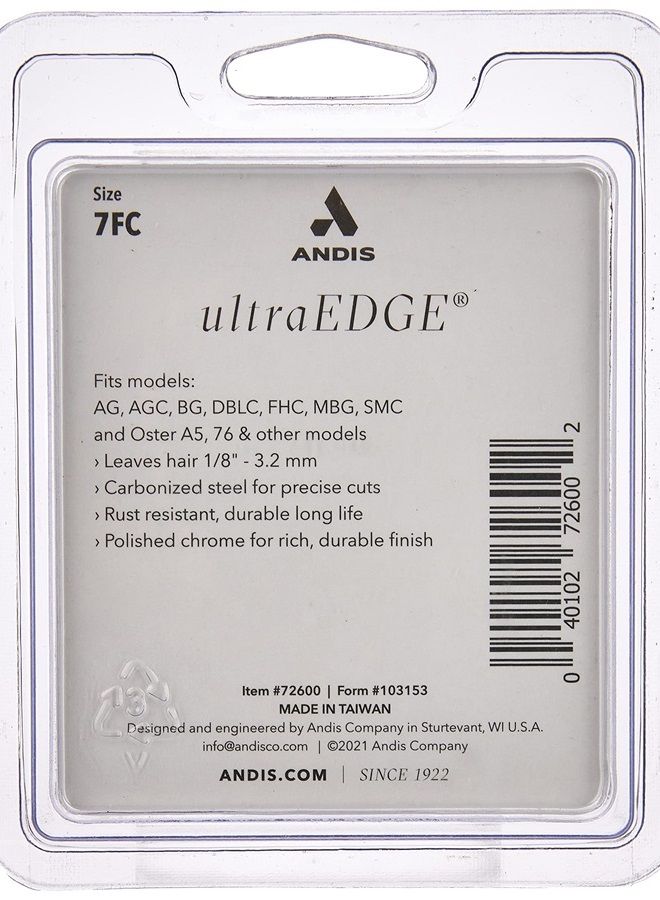 Size
7FC
ANDIS
ultraEDGE®
Fits models:
AG, AGC, BG, DBLC, FHC, MBG, SMC
and Oster A5, 76 & other models
› Leaves hair 1/8" - 3.2 mm
› Carbonized steel for precise cuts
› Rust resistant, durable long life
› Polished chrome for rich, durable finish
0 40102 72600 2
3
Item #72600 | Form #103153
MADE IN TAIWAN
Designed and engineered by Andis Company in Sturtevant, WI U.S.A.
info@andisco.com | ©2021 Andis Company
ANDIS.COM | SINCE 1922